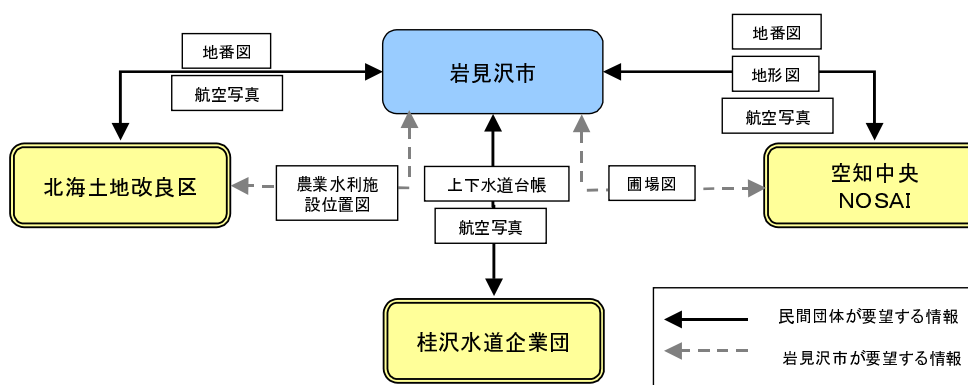 地番図
航空写真
岩見沢市
地番図
地形図
航空写真
北海土地改良区
農業水利施
設位置図
上下水道台帳
航空写真
圃場図
空知中央
NOSAI
桂沢水道企業団
民間団体が要望する情報
岩見沢市が要望する情報